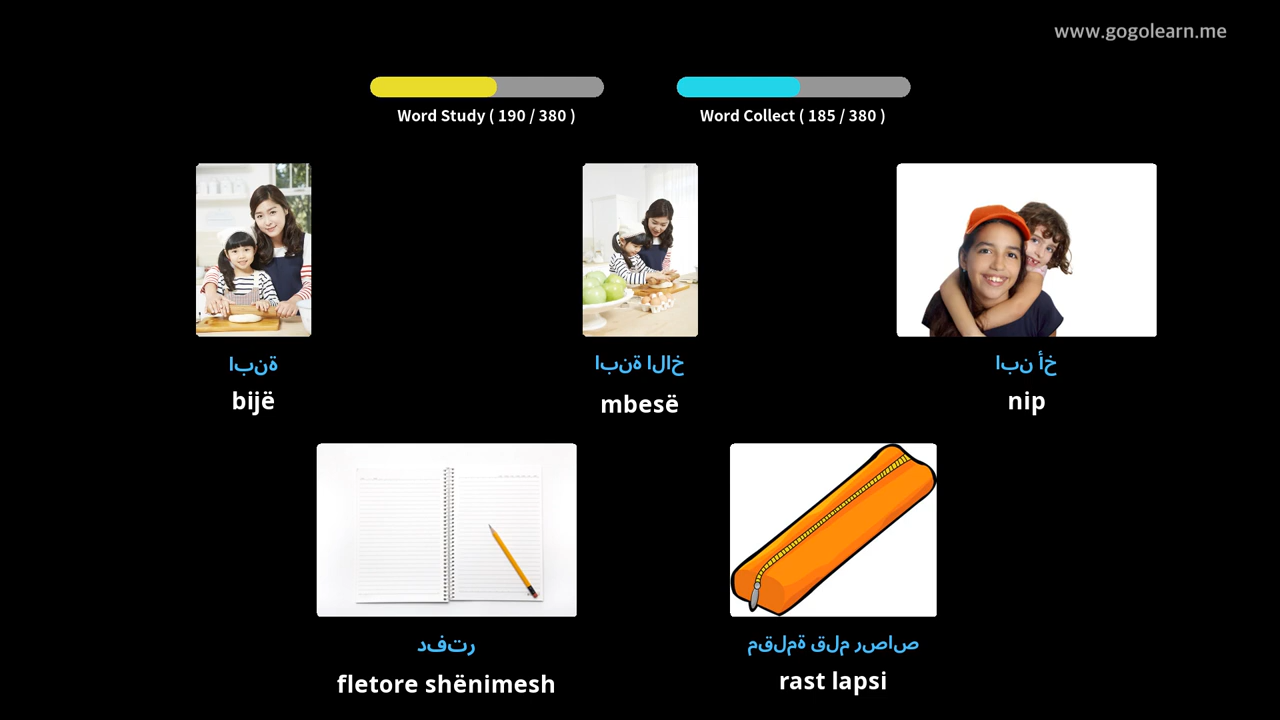 www.gogolearn.me
Word Study ( 190 / 380 )
Word Collect ( 185 / 380 )
ابنة
bijë
ابنة الاخ
mbesë
ابن أخ
nip
دفتر
fletore shënimesh
مقلمة قلم رصاص
rast lapsi